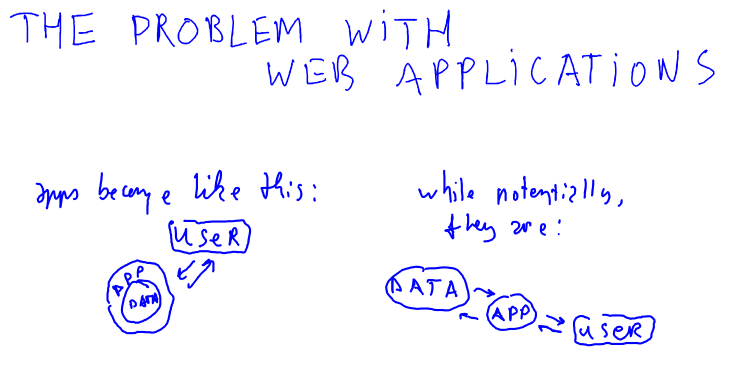 THE PROBLEM WITH
WEB APPLICATIONS
apps become like this:
USER
APP
DATA
while potentially,
they are:
DATA
APP
USER